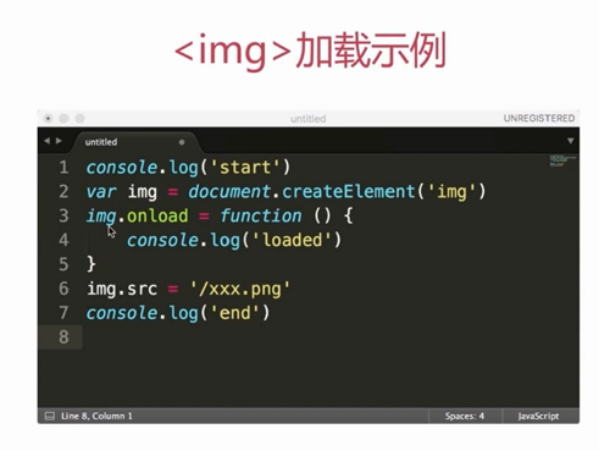 <img>加载示例
untitled
UNREGISTERED
untitled
1 console.log('start')
2 var img = document.createElement('img')
3 img.onload = function () {
4     console.log('loaded')
5 }
6 img.src = '/xxx.png'
7 console.log('end')
8
Line 8, Column 1
Spaces: 4
JavaScript